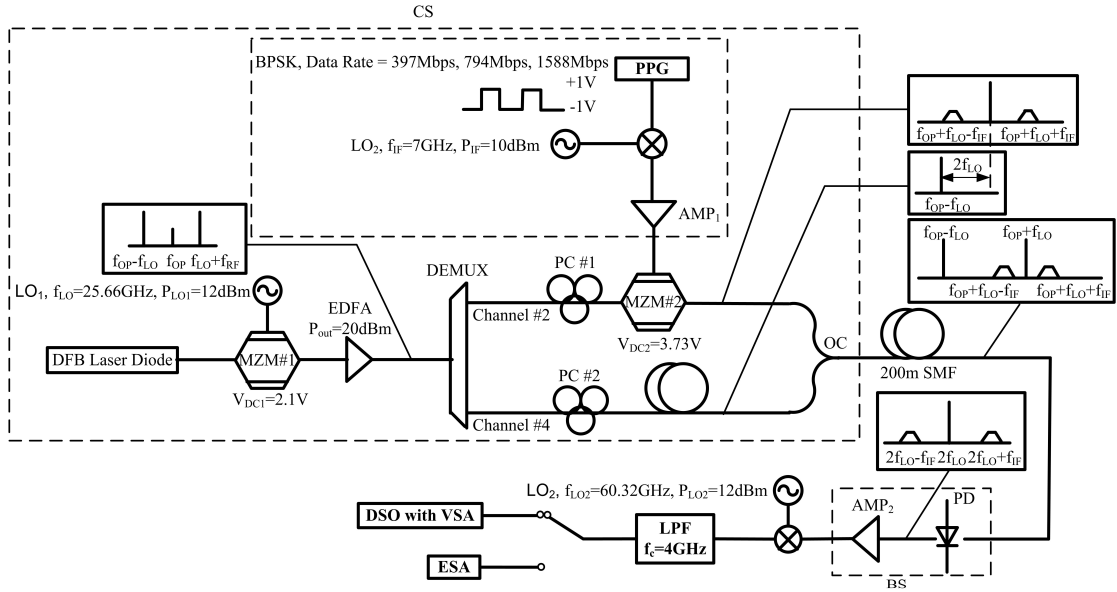 CS
BPSK, Data Rate = 397Mbps, 794Mbps, 1588Mbps
PPG
+1V
-1V
LO2, fIF=7GHz, PIF=10dBm
AMP1
fOP+fLO-fIF fOP+fLO+fIF
2fLO
fOP-fLO
fOP-fLO fOP+fLO
fOP+fLO-fIF fOP+fLO+fIF
fOP-fLO fOP fLO+fRF
LO1, fLO=25.66GHz, PLO1=12dBm
EDFA
Pout=20dBm
DEMUX
PC #1
MZM#2
Channel #2
VDC2=3.73V
DFB Laser Diode
MZM#1
VDC1=2.1V
OC
200m SMF
PC #2
Channel #4
2fLO-fIF 2fLO 2fLO+fIF
LO2, fLO2=60.32GHz, PLO2=12dBm
AMP2
PD
DSO with VSA
LPF
fc=4GHz
ESA
BS